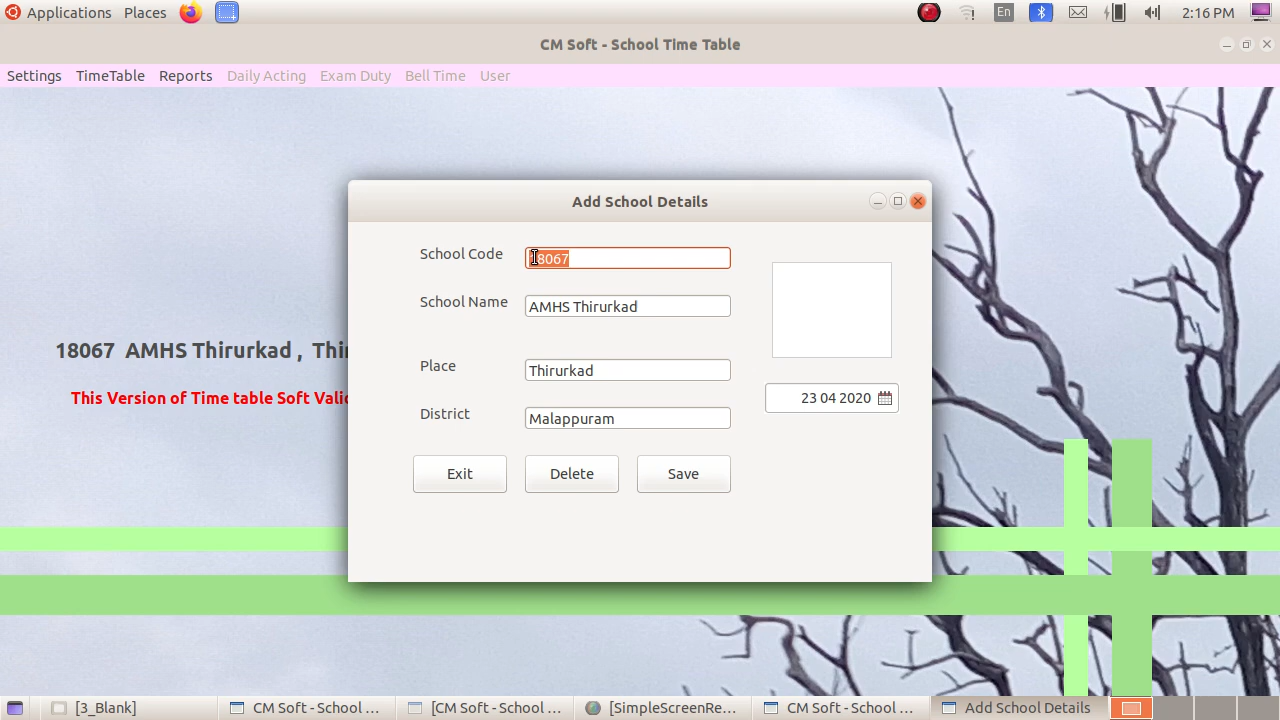 Applications Places En 2:16 PM
CM Soft - School Time Table
Settings TimeTable Reports Daily Acting Exam Duty Bell Time User
Add School Details
School Code 18067
School Name AMHS Thirurkad
18067 AMHS Thirurkad ,
Place Thirurkad
23 04 2020
This Version of Time table Soft
District Malappuram
Exit Delete Save
[3_Blank] CM Soft - School ... [CM Soft - School ... [SimpleScreenRe... CM Soft - School ... Add School Details